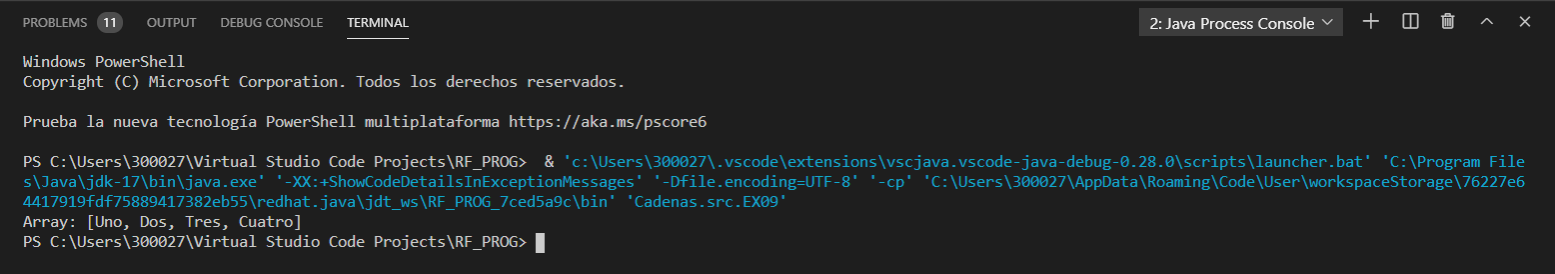 PROBLEMS 11 OUTPUT DEBUG CONSOLE TERMINAL 2: Java Process Console
Windows PowerShell
Copyright (C) Microsoft Corporation. Todos los derechos reservados.
Prueba la nueva tecnología PowerShell multiplataforma https://aka.ms/pscore6
PS C:\Users\300027\Virtual Studio Code Projects\RF_PROG>  & 'c:\Users\300027\.vscode\extensions\vscjava.vscode-java-debug-0.28.0\scripts\launcher.bat' 'C:\Program File
s\Java\jdk-17\bin\java.exe' '-XX:+ShowCodeDetailsInExceptionMessages' '-Dfile.encoding=UTF-8' '-cp' 'C:\Users\300027\AppData\Roaming\Code\User\workspaceStorage\76227e6
4417919fdf75889417382eb55\redhat.java\jdt_ws\RF_PROG_7ced5a9c\bin' 'Cadenas.src.EX09'
Array: [Uno, Dos, Tres, Cuatro]
PS C:\Users\300027\Virtual Studio Code Projects\RF_PROG>